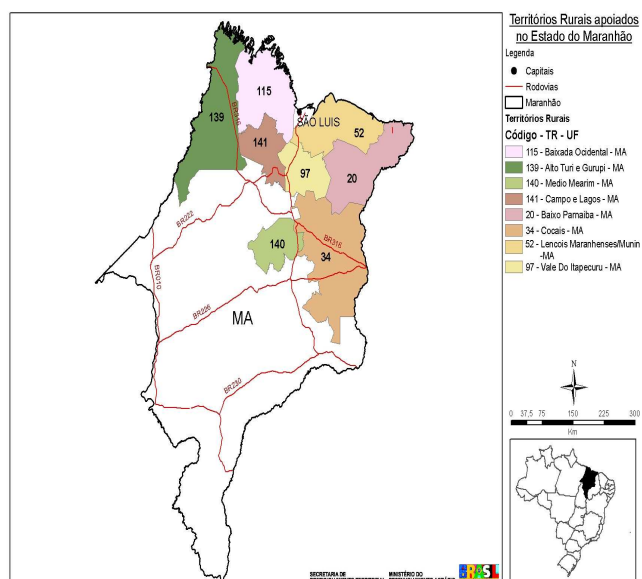 Territórios Rurais apoiados
no Estado do Maranhão
Legenda
Capitais
Rodovias
Maranhão
Territórios Rurais
Código - TR - UF
115 - Baixada Ocidental - MA
139 - Alto Turi e Gurupi - MA
140 - Medio Mearim - MA
141 - Campo e Lagos - MA
20 - Baixo Parnaiba - MA
34 - Cocais - MA
52 - Lencois Maranhenses/Munin
-MA
97 - Vale Do Itapecuru - MA
N
0 37,5 75 150 225 300
Km
115
139
BR316
SÃO LUIS
52
141
97
20
BR222
140
BR316
34
BR010
MA
BR226
BR230
SECRETARIA DE
MINISTÉRIO DO
BRASIL